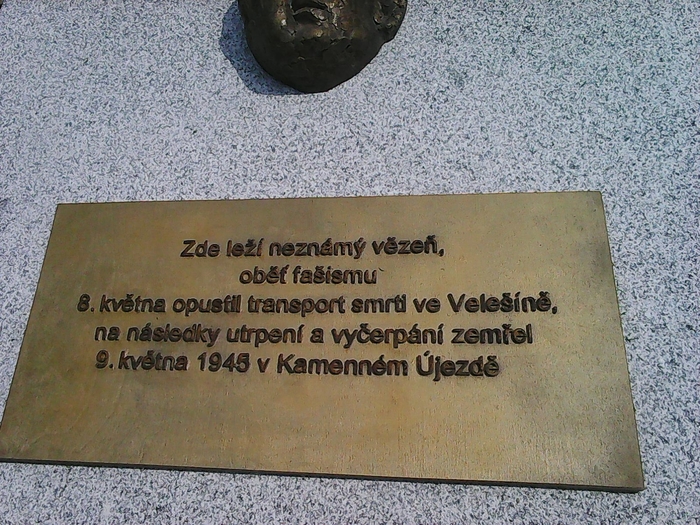 Zde leží neznámý vězeň,
oběť fašismu
8. května opustil transport smrti ve Velešíně,
na následky utrpení a vyčerpání zemřel
9. května 1945 v Kamenném Újezdě